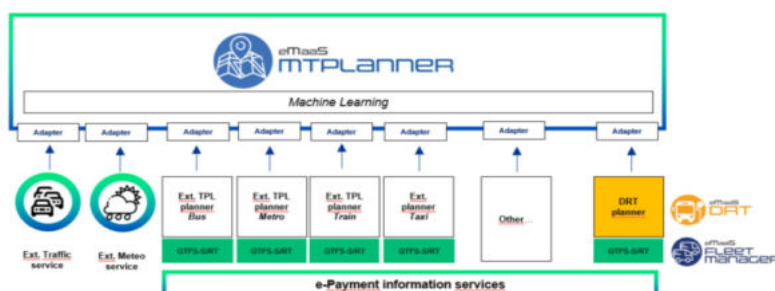 eMaaS
MTPLANNER
Machine Learning
Adapter Adapter Adapter Adapter Adapter Adapter Adapter Adapter
Ext. TPL planner Bus
Ext. TPL planner Metro
Ext. TPL planner Train
Ext. planner Taxi
Other...
DRT planner
eMaaS
DRT
Ext. Traffic service
Ext. Meteo service
GTFS-S/RT GTFS-S/RT GTFS-S/RT GTFS-S/RT GTFS-S/RT
eMaaS
FLEET
MANAGER
e-Payment information services